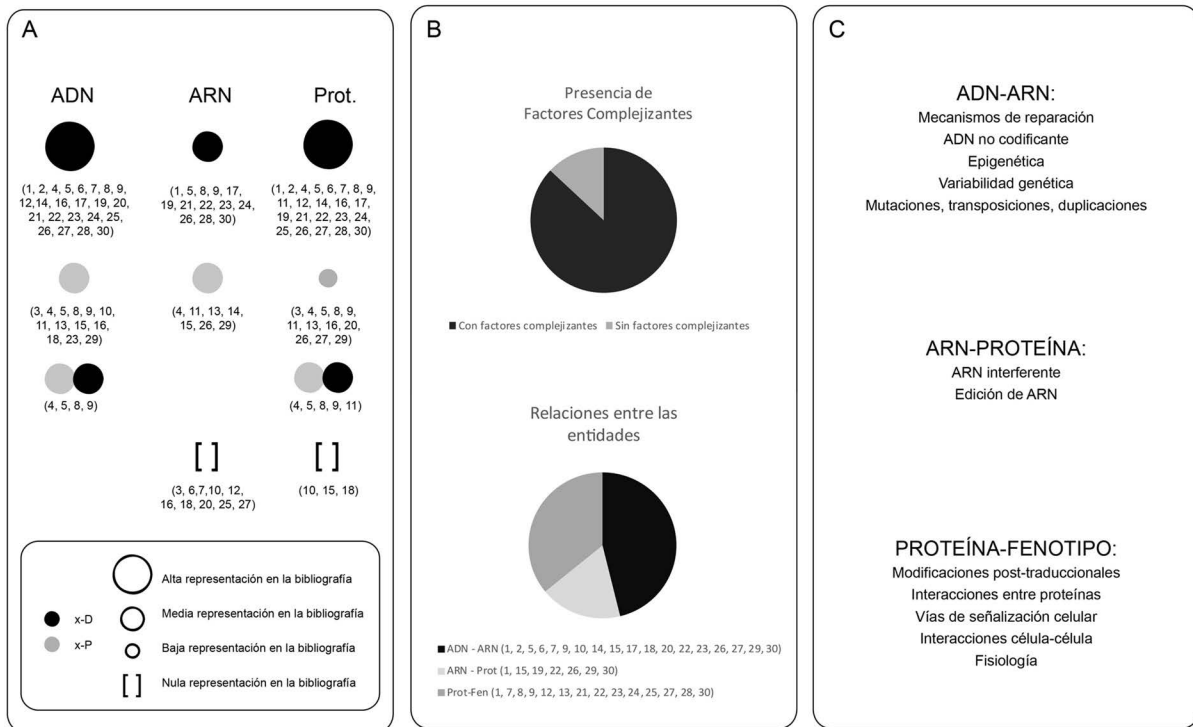 A
ADN
ARN
Prot.
(1, 2, 4, 5, 6, 7, 8, 9,
12,14, 16, 17, 19, 20,
21, 22, 23, 24, 25,
26, 27, 28, 30)
(1, 5, 8, 9, 17,
19, 21, 22, 23, 24,
26, 28, 30)
(1, 2, 4, 5, 6, 7, 8, 9,
11, 12, 14, 16, 17,
19, 21, 22, 23, 24,
25, 26, 27, 28, 30)
(3, 4, 5, 8, 9, 10,
11, 13, 15, 16,
18, 23, 29)
(4, 11, 13, 14,
15, 26, 29)
(3, 4, 5, 8, 9,
11, 13, 16, 20,
26, 27, 29)
(4, 5, 8, 9)
(4, 5, 8, 9, 11)
[ ]
[ ]
(3, 6,7,10, 12,
16, 18, 20, 25, 27)
(10, 15, 18)
x-D
x-P
Alta representación en la bibliografía
Media representación en la bibliografía
Baja representación en la bibliografía
[ ]
Nula representación en la bibliografía
B
Presencia de
Factores Complejizantes
Con factores complejizantes
Sin factores complejizantes
Relaciones entre las
entidades
ADN - ARN (1, 2, 5, 6, 7, 9, 10, 14, 15, 17, 18, 20, 22, 23, 26, 27, 29, 30)
ARN - Prot (1, 15, 19, 22, 26, 29, 30)
Prot-Fen (1, 7, 8, 9, 12, 13, 21, 22, 23, 24, 25, 27, 28, 30)
C
ADN-ARN:
Mecanismos de reparación
ADN no codificante
Epigenética
Variabilidad genética
Mutaciones, transposiciones, duplicaciones
ARN-PROTEÍNA:
ARN interferente
Edición de ARN
PROTEÍNA-FENOTIPO:
Modificaciones post-traduccionales
Interacciones entre proteínas
Vías de señalización celular
Interacciones célula-célula
Fisiología